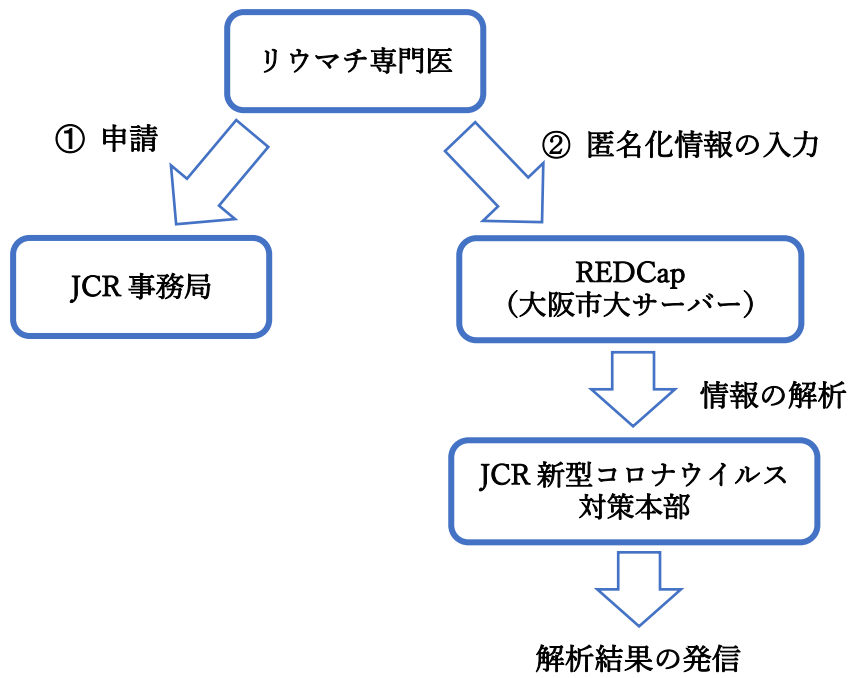 リウマチ専門医
① 申請
② 匿名化情報の入力
JCR 事務局
REDCap
（大阪市大サーバー）
情報の解析
JCR 新型コロナウイルス
対策本部
解析結果の発信